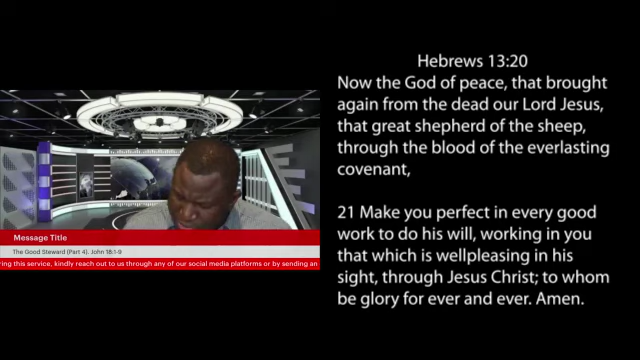 Hebrews 13:20
Now the God of peace, that brought
again from the dead our Lord Jesus,
that great shepherd of the sheep,
through the blood of the everlasting
covenant,
21 Make you perfect in every good
work to do his will, working in you
that which is wellpleasing in his
sight, through Jesus Christ; to whom
be glory for ever and ever. Amen.
Message Title
The Good Steward (Part 4). John 18:1-9
ring this service, kindly reach out to us through any of our social media platforms or by sending an